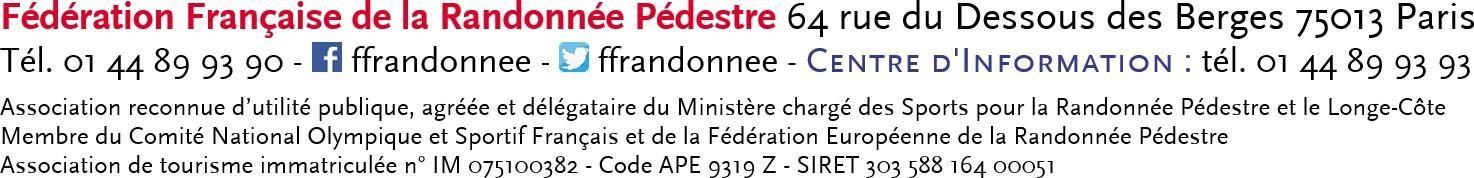 Fédération Française de la Randonnée Pédestre 64 rue du Dessous des Berges 75013 Paris
Tél. 01 44 89 93 90 - ffrandonnee - ffrandonnee - Centre d'Information : tél. 01 44 89 93 93
Association reconnue d’utilité publique, agréée et délégataire du Ministère chargé des Sports pour la Randonnée Pédestre et le Longe-Côte
Membre du Comité National Olympique et Sportif Français et de la Fédération Européenne de la Randonnée Pédestre
Association de tourisme immatriculée n° IM 075100382 - Code APE 9319 Z - SIRET 303 588 164 00051